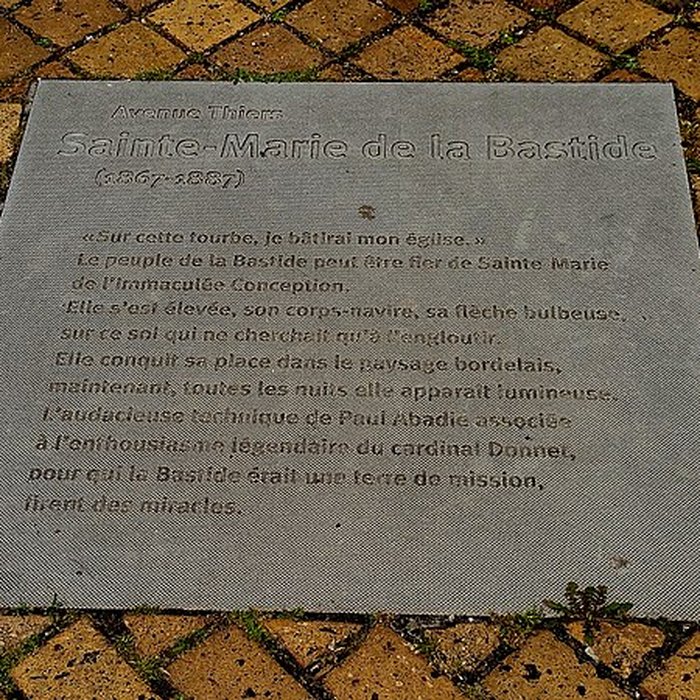 Avenue Thiers
Sainte-Marie de la Bastide
(1867-1887)
«Sur cette tourbe, je bâtirai mon église.»
Le peuple de la Bastide peut être fier de Sainte-Marie
de l'Immaculée Conception.
Elle s'est élevée, son corps-navire, sa flèche bulbeuse,
sur ce sol qui ne cherchait qu'à l'engloutir.
Elle conquit sa place dans le paysage bordelais,
maintenant, toutes les nuits elle apparaît lumineuse.
L'audacieuse technique de Paul Abadie associée
à l'enthousiasme légendaire du cardinal Donnet,
pour qui la Bastide était une terre de mission,
firent des miracles.